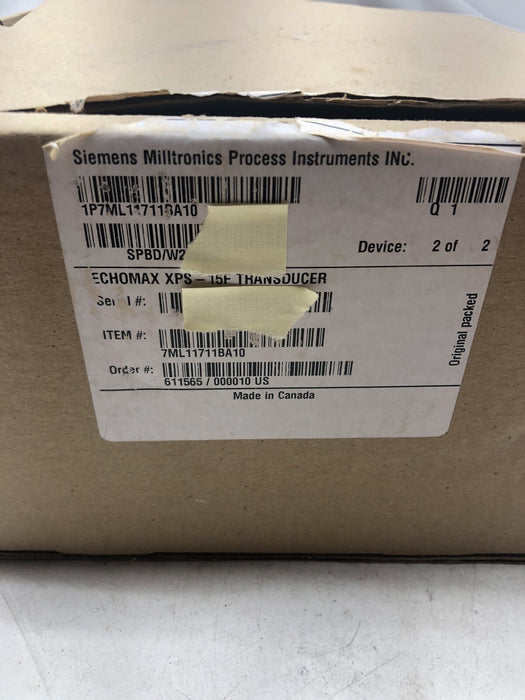 Siemens Milltronics Process Instruments INC.
1P7ML11711BA10
Q 1
SPBD/W2
Device: 2 of 2
ECHOMAX XPS – 15F TRANSDUCER
#:
ITEM #:
7ML11711BA10
Order #:
611565 / 000010 US
Made in Canada
Original packed